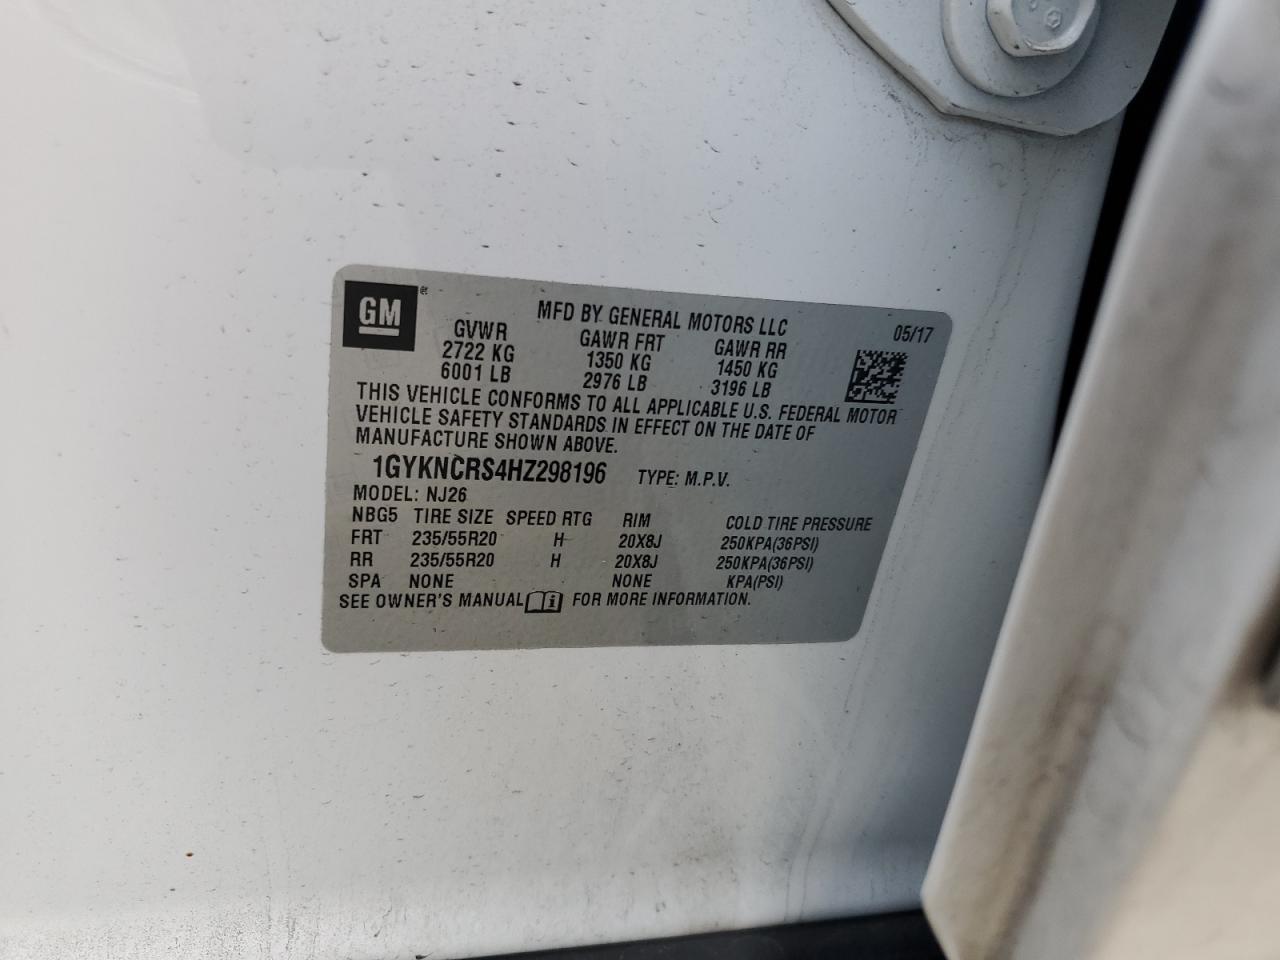 GM
MFD BY GENERAL MOTORS LLC 05/17
GVWR GAWR FRT GAWR RR
2722 KG 1350 KG 1450 KG
6001 LB 2976 LB 3196 LB
THIS VEHICLE CONFORMS TO ALL APPLICABLE U.S. FEDERAL MOTOR
VEHICLE SAFETY STANDARDS IN EFFECT ON THE DATE OF
MANUFACTURE SHOWN ABOVE.
1GYKNCRS4HZ298196 TYPE: M.P.V.
MODEL: NJ26
NBG5 TIRE SIZE SPEED RTG RIM COLD TIRE PRESSURE
FRT 235/55R20 H 20X8J 250KPA(36PSI)
RR 235/55R20 H 20X8J 250KPA(36PSI)
SPA NONE NONE KPA(PSI)
SEE OWNER'S MANUAL i FOR MORE INFORMATION.